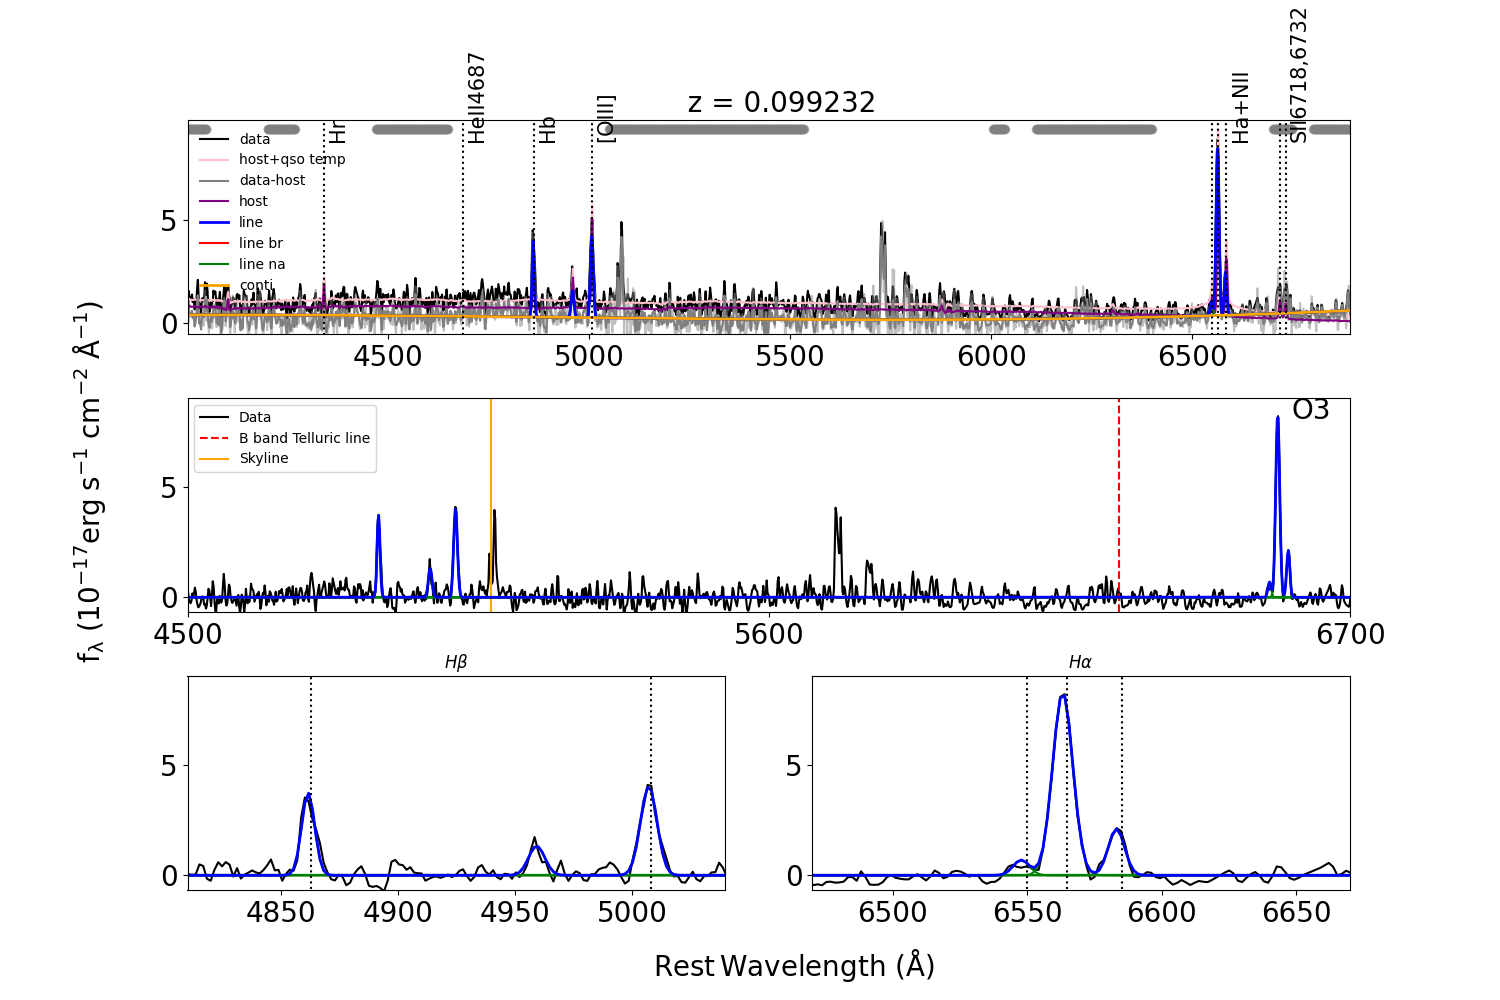 z = 0.099232
Hr
HeII4687
Hb
[OIII]
Ha+NII
SII6718,6732
data
host+qso temp
data-host
host
line
line br
line na
conti
5
0
4500 5000 5500 6000 6500
Data
B band Telluric line
Skyline
O3
5
0
4500 5600 6700
fλ (10⁻¹⁷erg s⁻¹ cm⁻² Å⁻¹)
Hβ
5
0
4850 4900 4950 5000
Hα
5
0
6500 6550 6600 6650
Rest Wavelength (Å)